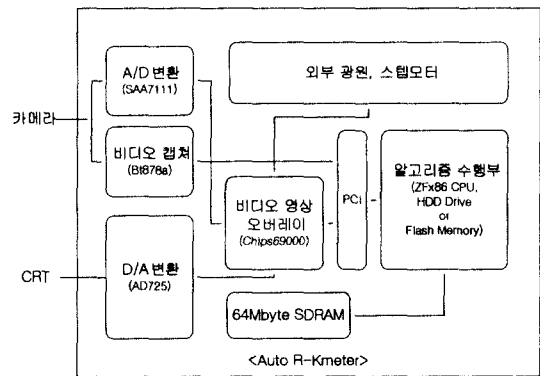 A/D 변환
(SAA7111)
외부 광원, 스텝모터
카메라
비디오 캡쳐
(Bt878a)
비디오 영상
오버레이
(Chips69000)
PCI
알고리즘 수행부
(ZFx86 CPU,
HDD Drive
or
Flash Memory)
CRT
D/A 변환
(AD725)
64Mbyte SDRAM
<Auto R-Kmeter>